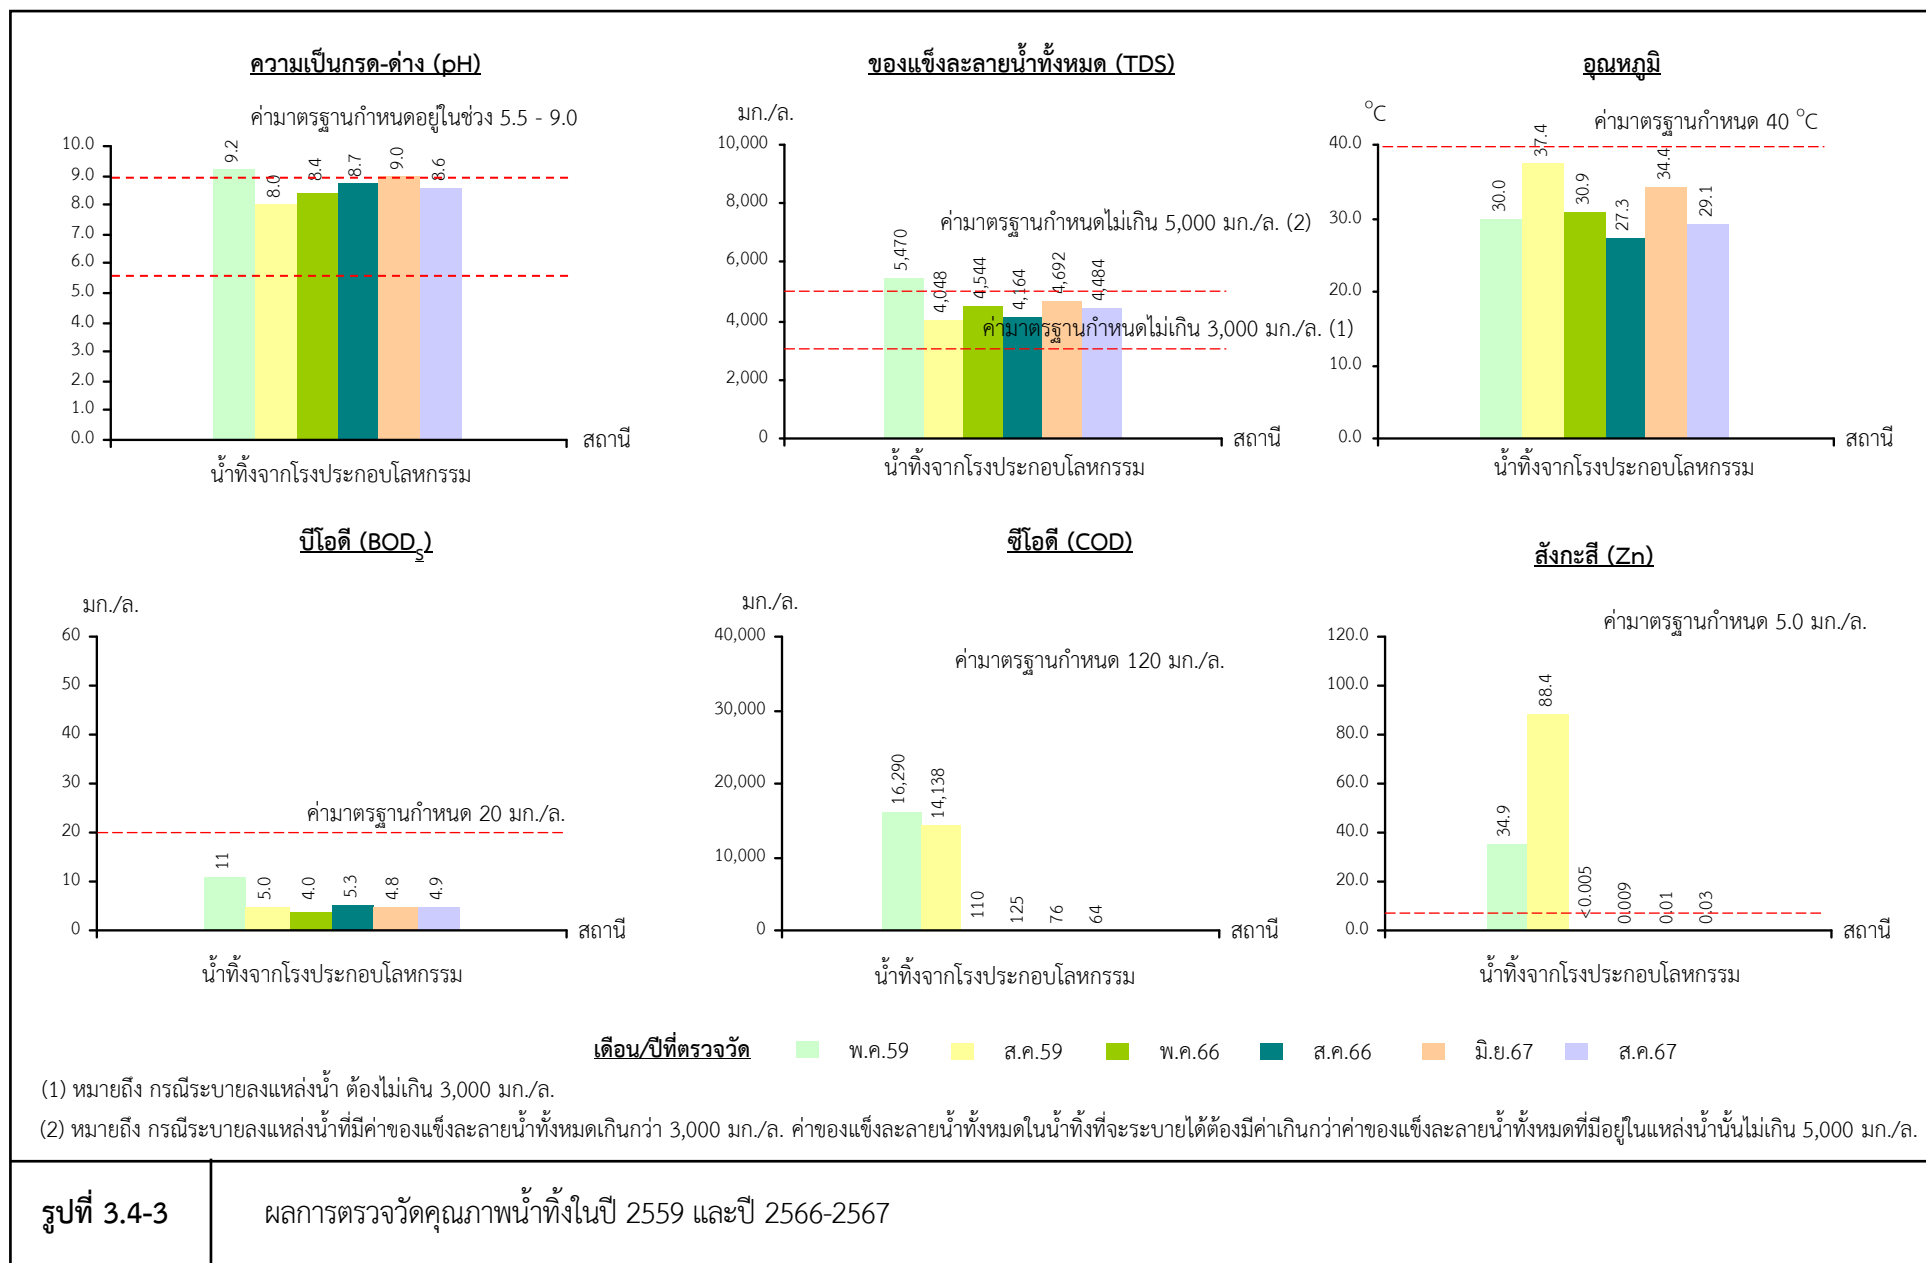 ความเป็นกรด-ด่าง (pH)
ค่ามาตรฐานกำหนดอยู่ในช่วง 5.5 - 9.0
10.0
9.0
8.0
7.0
6.0
5.0
4.0
3.0
2.0
1.0
0.0
9.2
8.0
8.4
8.7
9.0
8.6
สถานี
น้ำทิ้งจากโรงประกอบโลหกรรม
ของแข็งละลายน้ำทั้งหมด (TDS)
มก./ล.
10,000
8,000
6,000
4,000
2,000
0
ค่ามาตรฐานกำหนดไม่เกิน 5,000 มก./ล. (2)
5,470
4,048
4,544
4,164
4,692
4,484
ค่ามาตรฐานกำหนดไม่เกิน 3,000 มก./ล. (1)
สถานี
น้ำทิ้งจากโรงประกอบโลหกรรม
อุณหภูมิ
°C
ค่ามาตรฐานกำหนด 40 °C
40.0
30.0
20.0
10.0
0.0
30.0
37.4
30.9
27.3
34.4
29.1
สถานี
น้ำทิ้งจากโรงประกอบโลหกรรม
บีโอดี (BOD5)
มก./ล.
60
50
40
30
20
10
0
ค่ามาตรฐานกำหนด 20 มก./ล.
11
5.0
4.0
5.3
4.8
4.9
สถานี
น้ำทิ้งจากโรงประกอบโลหกรรม
ซีโอดี (COD)
มก./ล.
40,000
30,000
20,000
10,000
0
ค่ามาตรฐานกำหนด 120 มก./ล.
16,290
14,138
110
125
76
64
สถานี
น้ำทิ้งจากโรงประกอบโลหกรรม
สังกะสี (Zn)
ค่ามาตรฐานกำหนด 5.0 มก./ล.
120.0
100.0
80.0
60.0
40.0
20.0
0.0
34.9
88.4
<0.005
0.009
0.01
0.03
สถานี
น้ำทิ้งจากโรงประกอบโลหกรรม
เดือน/ปีที่ตรวจวัด พ.ค.59 ส.ค.59 พ.ค.66 ส.ค.66 มิ.ย.67 ส.ค.67
(1) หมายถึง กรณีระบายลงแหล่งน้ำ ต้องไม่เกิน 3,000 มก./ล.
(2) หมายถึง กรณีระบายลงแหล่งน้ำที่มีค่าของแข็งละลายน้ำทั้งหมดเกินกว่า 3,000 มก./ล. ค่าของแข็งละลายน้ำทั้งหมดในน้ำทิ้งที่จะระบายได้ต้องมีค่าเกินกว่าค่าของแข็งละลายน้ำทั้งหมดที่มีอยู่ในแหล่งน้ำนั้นไม่เกิน 5,000 มก./ล.
รูปที่ 3.4-3 ผลการตรวจวัดคุณภาพน้ำทิ้งในปี 2559 และปี 2566-2567